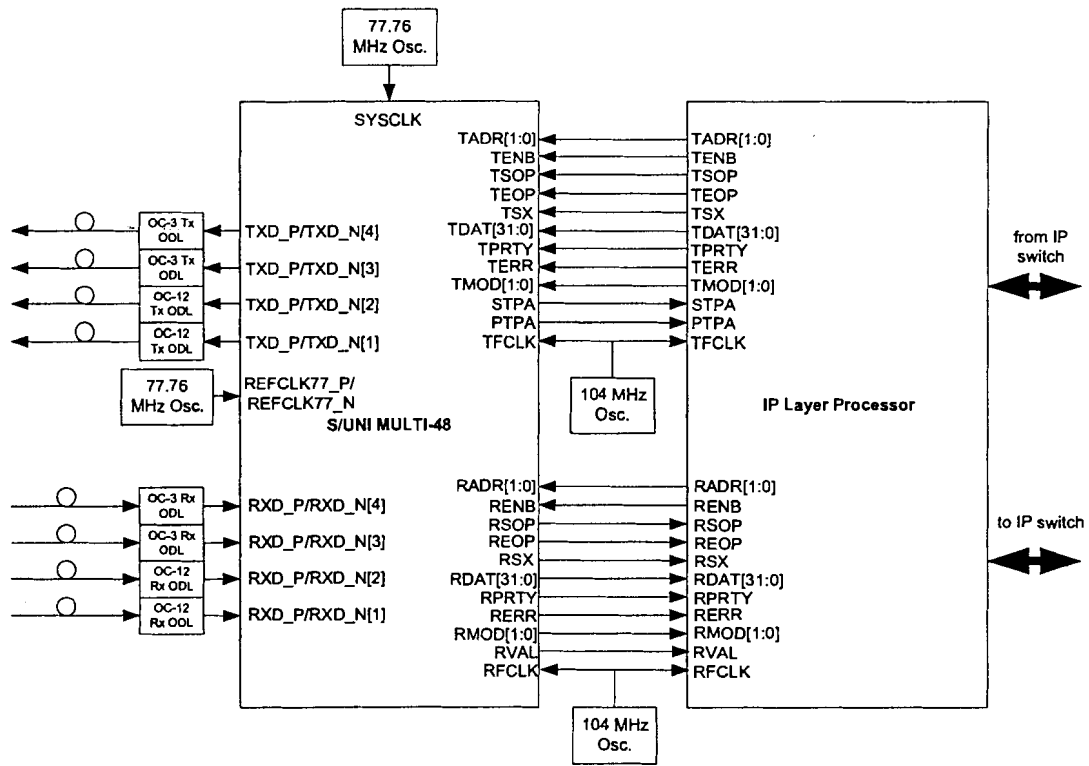 77.76
MHz Osc.
SYSCLK
TADR[1:0]
TENB
TSOP
TEOP
TSX
TDAT[31:0]
TPRTY
TERR
TMOD[1:0]
STPA
PTPA
TFCLK
TADR[1:0]
TENB
TSOP
TEOP
TSX
TDAT[31:0]
TPRTY
TERR
TMOD[1:0]
STPA
PTPA
TFCLK
OC-3 Tx
OOL
OC-3 Tx
ODL
OC-12
Tx ODL
OC-12
Tx ODL
TXD_P/TXD_N[4]
TXD_P/TXD_N[3]
TXD_P/TXD_N[2]
TXD_P/TXD_N[1]
77.76
MHz Osc.
REFCLK77_P/
REFCLK77_N
S/UNI MULTI-48
104 MHz
Osc.
IP Layer Processor
from IP
switch
OC-3 Rx
ODL
OC-3 Rx
ODL
OC-12
Rx ODL
OC-12
Rx OOL
RXD_P/RXD_N[4]
RXD_P/RXD_N[3]
RXD_P/RXD_N[2]
RXD_P/RXD_N[1]
RADR[1:0]
RENB
RSOP
REOP
RSX
RDAT[31:0]
RPRTY
RERR
RMOD[1:0]
RVAL
RFCLK
RADR[1:0]
RENB
RSOP
REOP
RSX
RDAT[31:0]
RPRTY
RERR
RMOD[1:0]
RVAL
RFCLK
to IP switch
104 MHz
Osc.